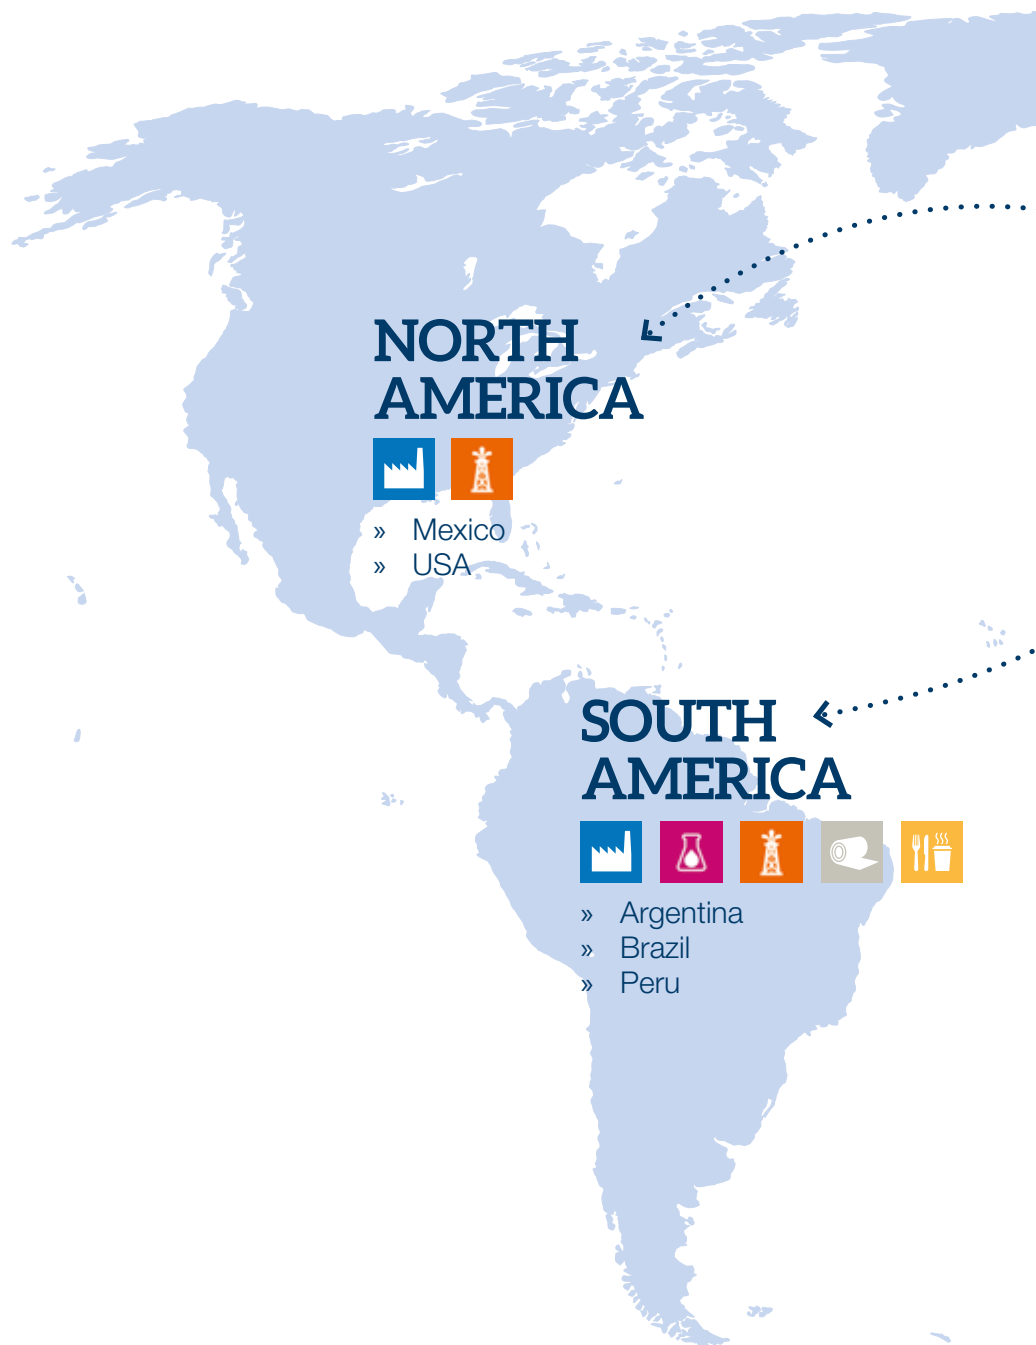 NORTH
AMERICA
» Mexico
» USA
SOUTH
AMERICA
» Argentina
» Brazil
» Peru